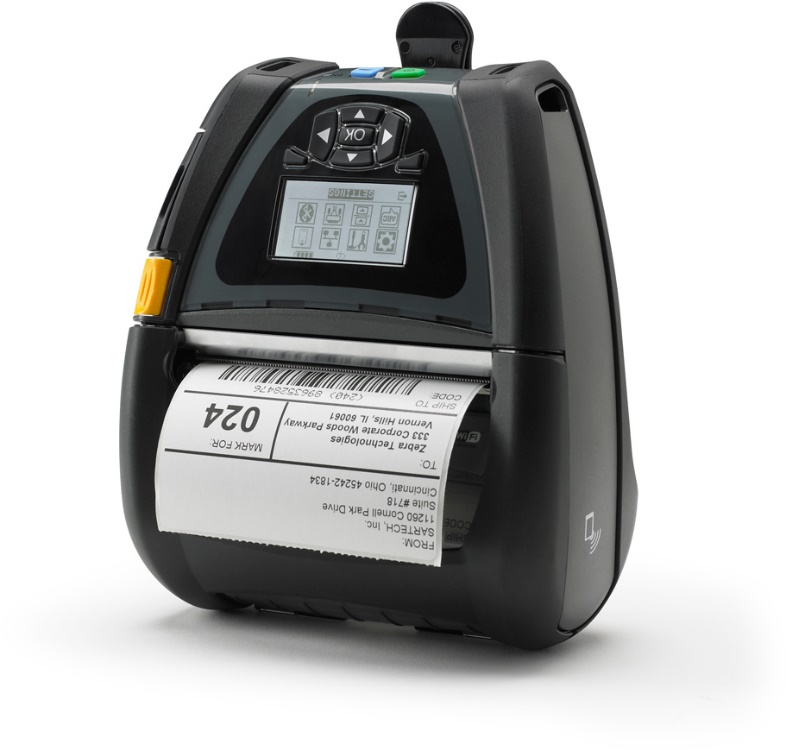 OK
SETTINGS
FROM:
SARTECH, Inc.
11260 Cornell Park Drive
Suite #718
Cincinnati, Ohio 45242-1834
TO:
Zebra Technologies
333 Corporate Woods Parkway
Vernon Hills, IL 60061
MARK FOR:
024
SHIP TO
CODE
(240) 8963528476